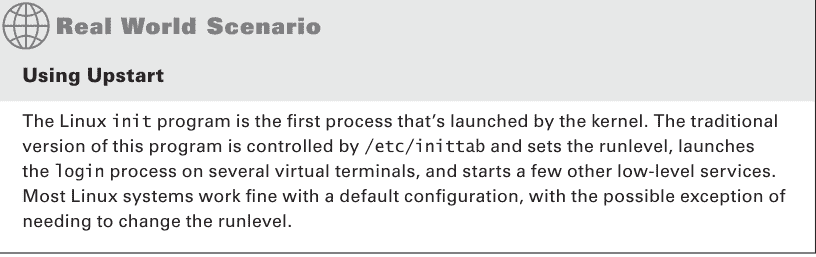 Real World Scenario
Using Upstart
The Linux init program is the first process that’s launched by the kernel. The traditional
version of this program is controlled by /etc/inittab and sets the runlevel, launches
the login process on several virtual terminals, and starts a few other low-level services.
Most Linux systems work fine with a default configuration, with the possible exception of
needing to change the runlevel.